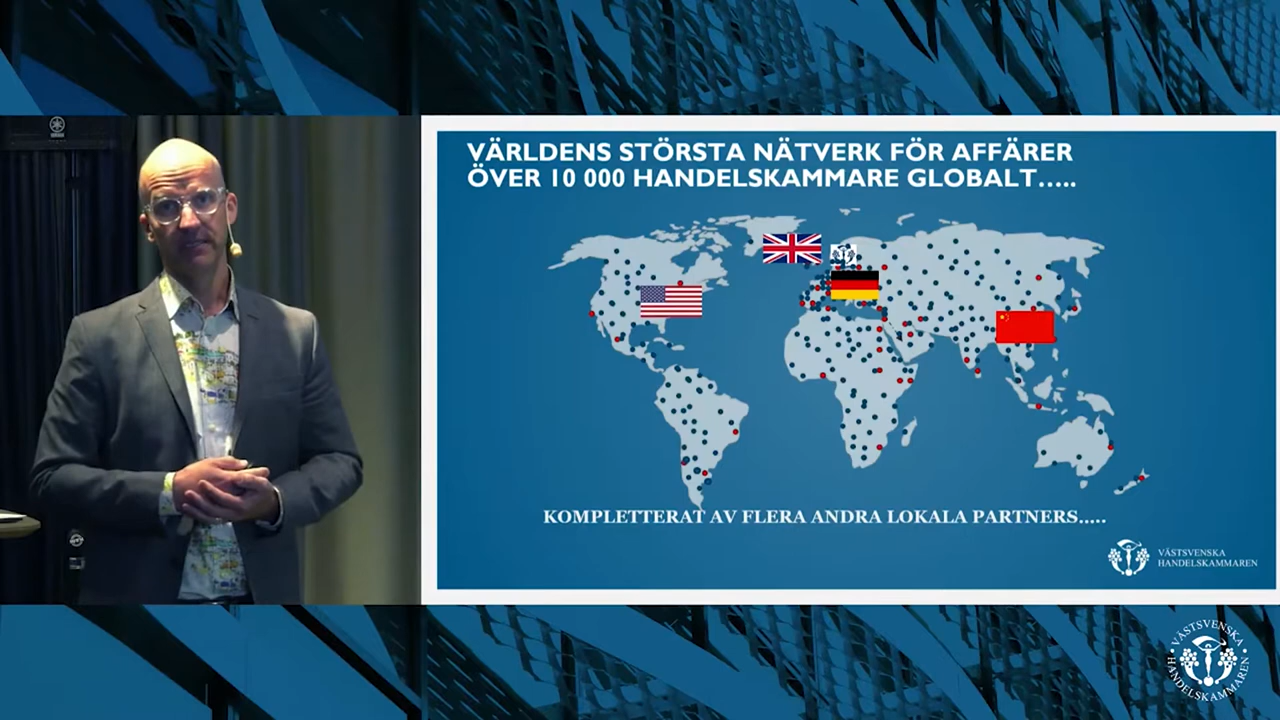 VÄRLDENS STÖRSTA NÄTVERK FÖR AFFÄRER
ÖVER 10 000 HANDELSKAMMARE GLOBALT.....
KOMPLETTERAT AV FLERA ANDRA LOKALA PARTNERS.....
VÄSTSVENSKA
HANDELSKAMMAREN
VÄSTSVENSKA
HANDELSKAMMAREN